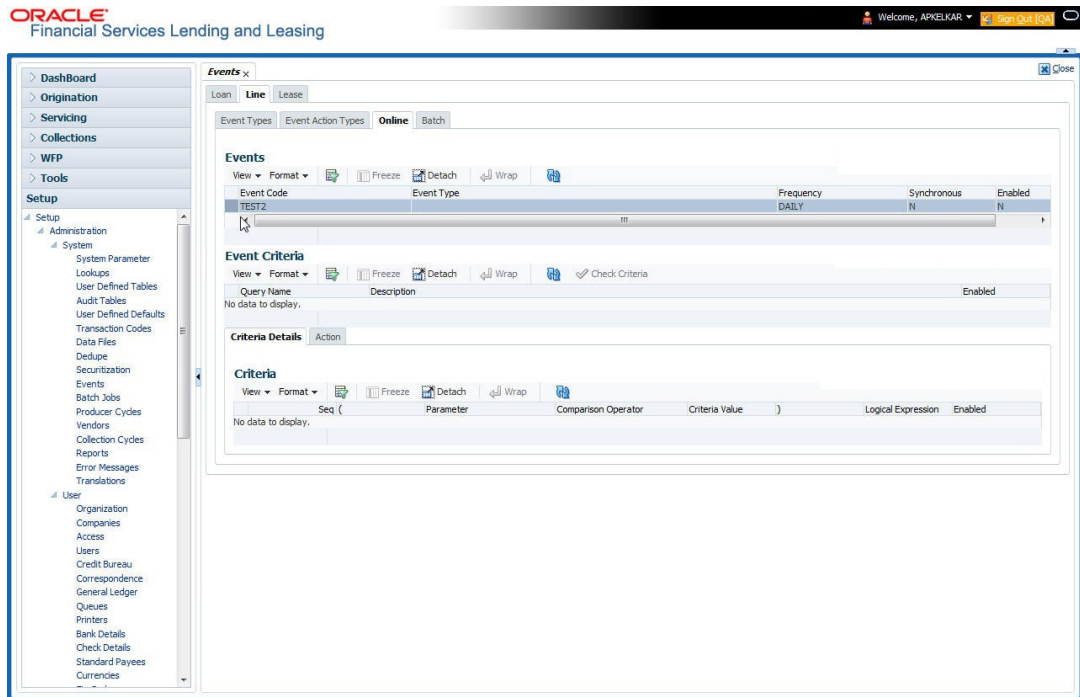 ORACLE®
Financial Services Lending and Leasing
Welcome, APKELKAR
Sign Out [QA]
DashBoard
Origination
Servicing
Collections
WFP
Tools
Setup
Setup
Administration
System
System Parameter
Lookups
User Defined Tables
Audit Tables
User Defined Defaults
Transaction Codes
Data Files
Dedupe
Securitization
Events
Batch Jobs
Producer Cycles
Vendors
Collection Cycles
Reports
Error Messages
Translations
User
Organization
Companies
Access
Users
Credit Bureau
Correspondence
General Ledger
Queues
Printers
Bank Details
Check Details
Standard Payees
Currencies
Events
Close
Loan Line Lease
Event Types Event Action Types Online Batch
Events
View Format Freeze Detach Wrap
Event Code Event Type Frequency Synchronous Enabled
TEST2 DAILY N N
Event Criteria
View Format Freeze Detach Wrap Check Criteria
Query Name Description Enabled
No data to display.
Criteria Details Action
Criteria
View Format Freeze Detach Wrap
Seq ( Parameter Comparison Operator Criteria Value ) Logical Expression Enabled
No data to display.